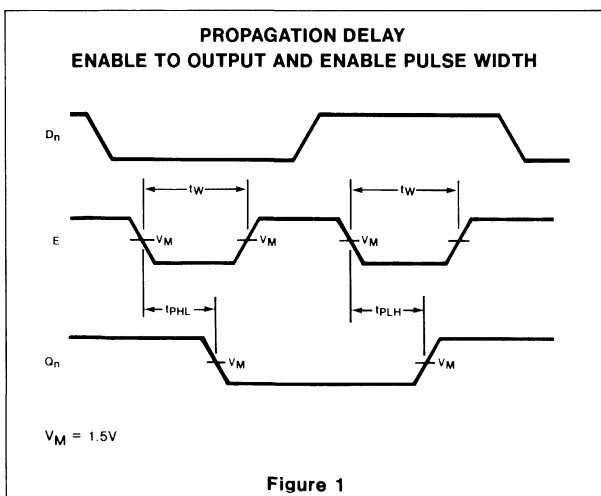 PROPAGATION DELAY
ENABLE TO OUTPUT AND ENABLE PULSE WIDTH
Dn
tW
tW
E
VM
VM
VM
tPHL
tPLH
Qn
VM
VM
VM = 1.5V
Figure 1